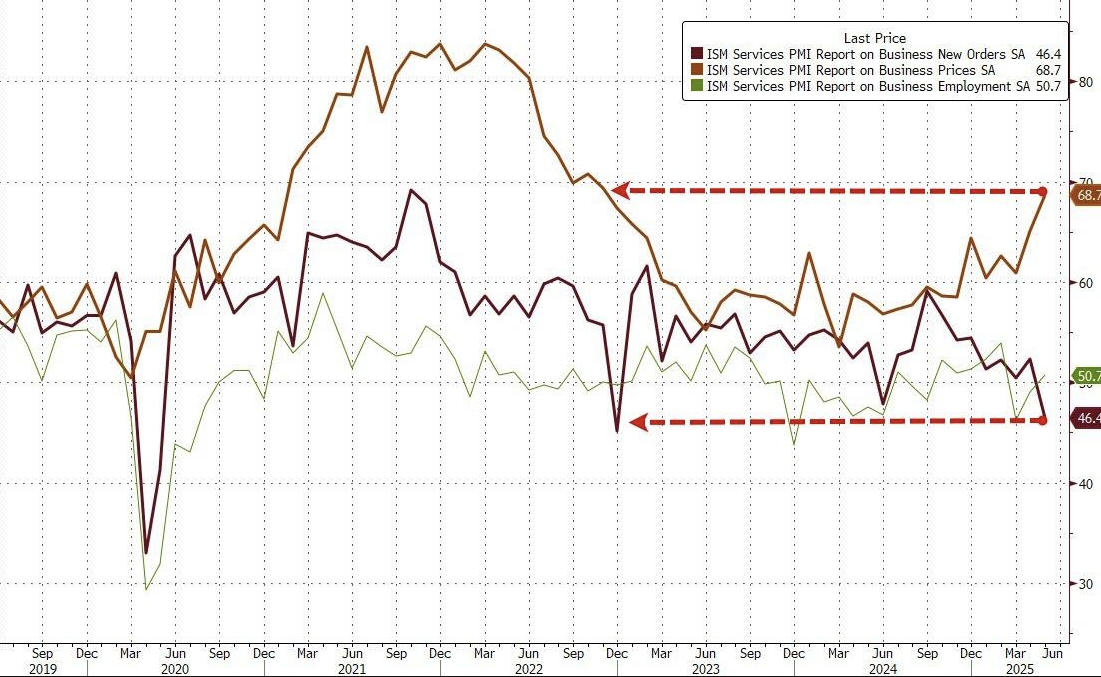 Last Price
ISM Services PMI Report on Business New Orders SA 46.4
ISM Services PMI Report on Business Prices SA 68.7
ISM Services PMI Report on Business Employment SA 50.7
80
70
68.7
60
50.7
50
46.4
40
30
Sep Dec Mar Jun Sep Dec Mar Jun Sep Dec Mar Jun Sep Dec Mar Jun Sep Dec Mar Jun Sep Dec Mar Jun
2019 2020 2021 2022 2023 2024 2025